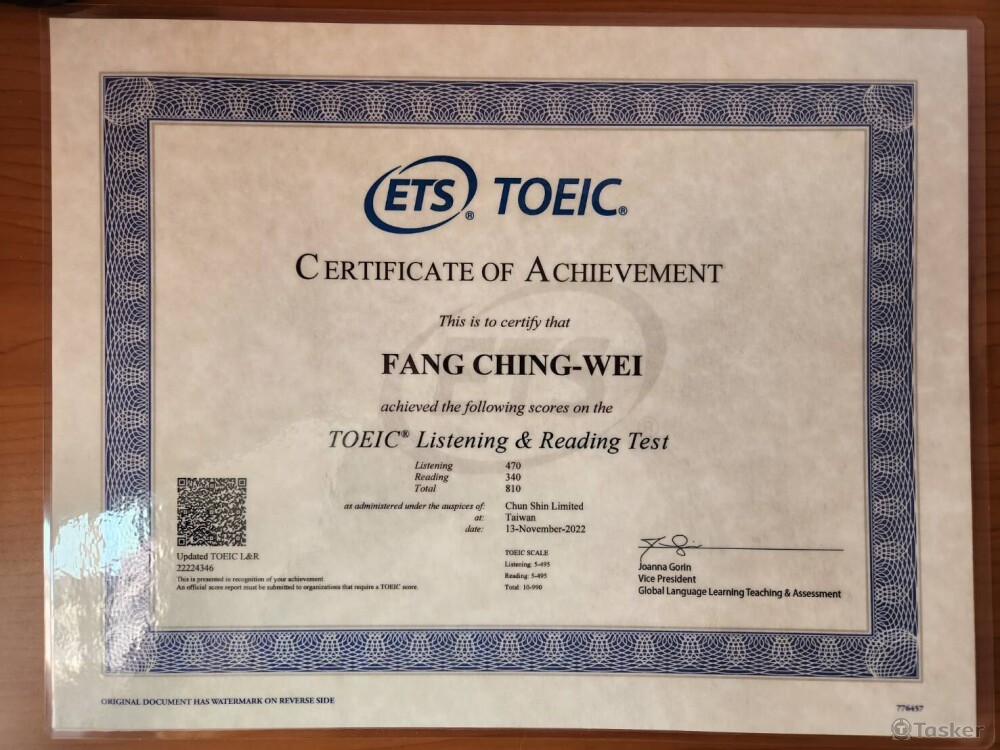 ETS® TOEIC®
CERTIFICATE OF ACHIEVEMENT
This is to certify that
FANG CHING-WEI
achieved the following scores on the
TOEIC® Listening & Reading Test
Listening 470
Reading 340
Total 810
as administered under the auspices of: Chun Shin Limited
at: Taiwan
date: 13-November-2022
Updated TOEIC L&R
22224346
This is presented in recognition of your achievement.
An official score report must be submitted to organizations that require a TOEIC score.
TOEIC SCALE
Listening: 5-495
Reading: 5-495
Total: 10-990
Joanna Gorin
Vice President
Global Language Learning Teaching & Assessment
ORIGINAL DOCUMENT HAS WATERMARK ON REVERSE SIDE
776457
Tasker